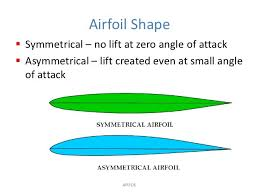 Airfoil Shape
Symmetrical – no lift at zero angle of attack
Asymmetrical – lift created even at small angle
of attack
SYMMETRICAL AIRFOIL
ASYMMETRICAL AIRFOIL